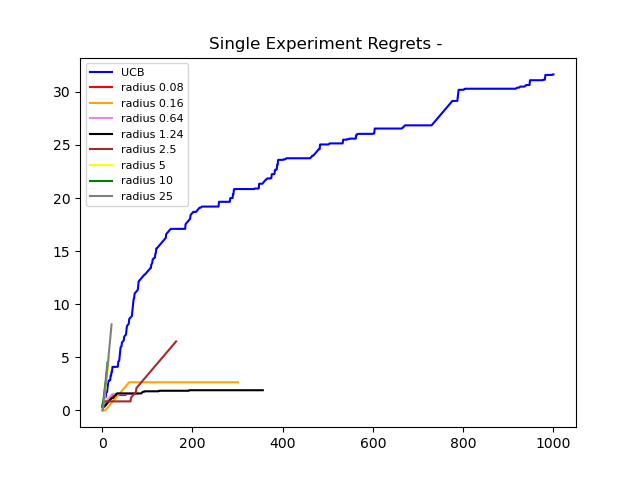 Single Experiment Regrets -
UCB
radius 0.08
radius 0.16
radius 0.64
radius 1.24
radius 2.5
radius 5
radius 10
radius 25
30
25
20
15
10
5
0
0 200 400 600 800 1000